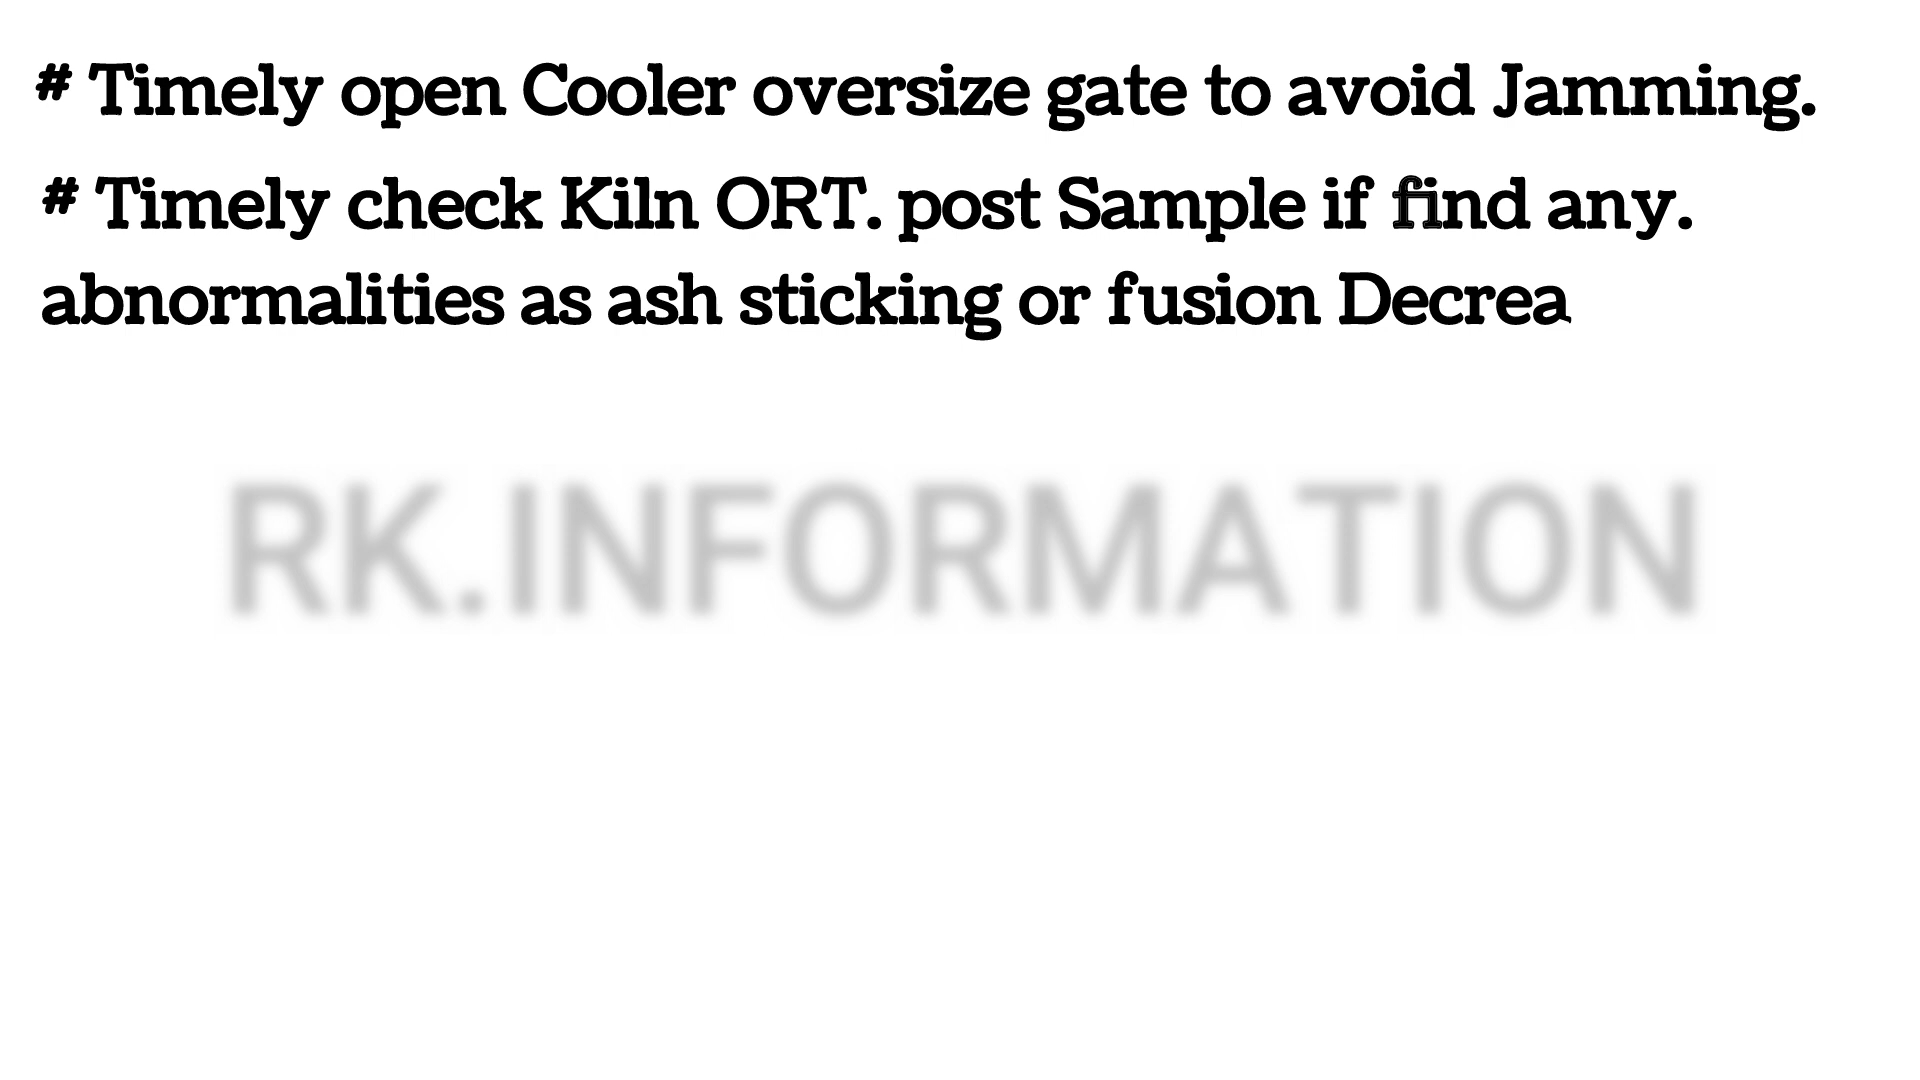 # Timely open Cooler oversize gate to avoid Jamming.
# Timely check Kiln ORT. post Sample if find any.
abnormalities as ash sticking or fusion Decrea
RK.INFORMATION